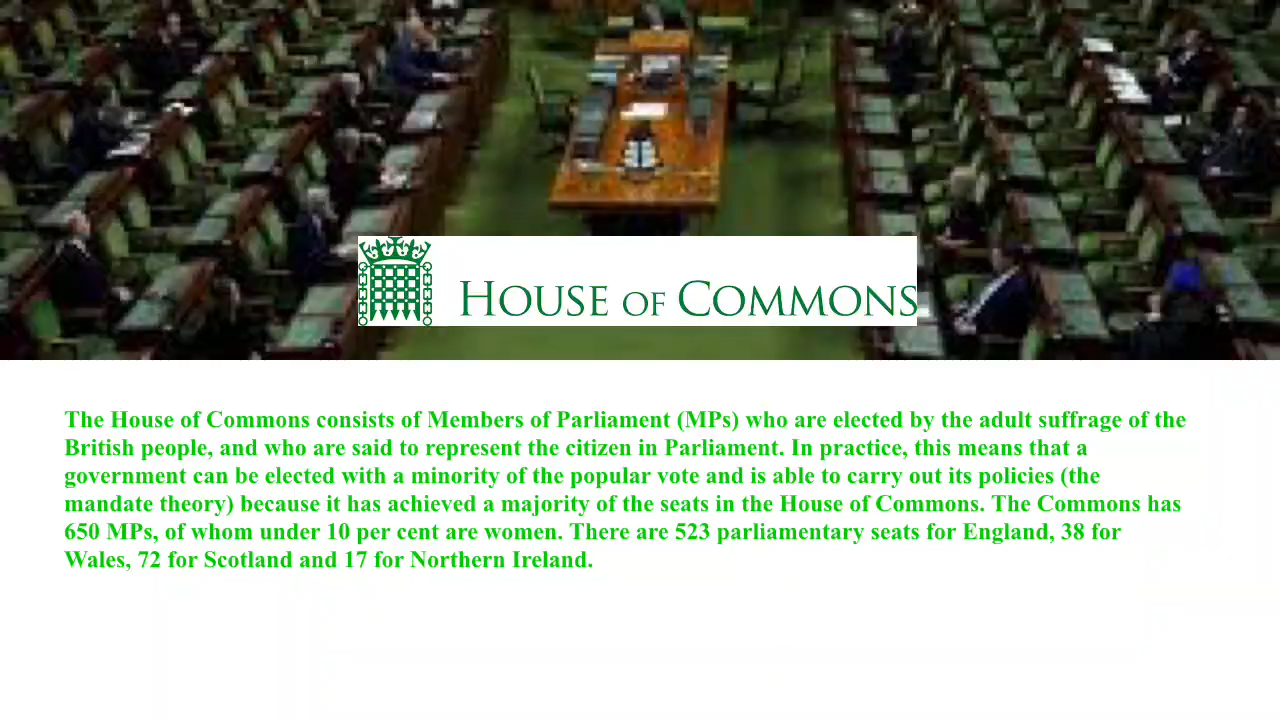 HOUSE OF COMMONS
The House of Commons consists of Members of Parliament (MPs) who are elected by the adult suffrage of the
British people, and who are said to represent the citizen in Parliament. In practice, this means that a
government can be elected with a minority of the popular vote and is able to carry out its policies (the
mandate theory) because it has achieved a majority of the seats in the House of Commons. The Commons has
650 MPs, of whom under 10 per cent are women. There are 523 parliamentary seats for England, 38 for
Wales, 72 for Scotland and 17 for Northern Ireland.